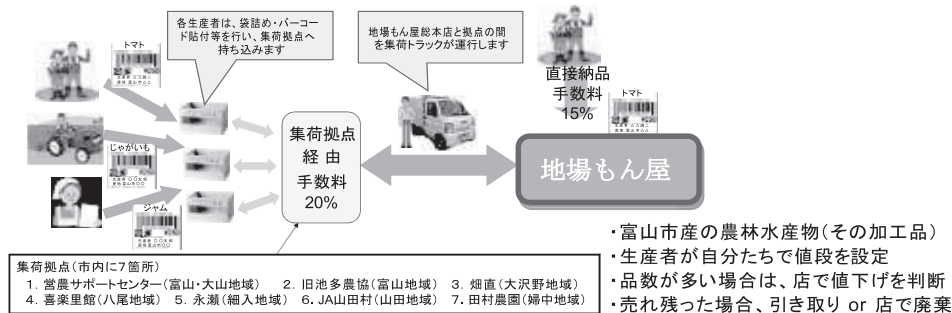 各生産者は、袋詰め・バーコー
ド貼付等を行い、集荷拠点へ
持ち込みます
地場もん屋総本店と拠点の間
を集荷トラックが運行します
トマト
じゃがいも
ジャム
集荷拠点
経 由
手数料
20%
直接納品
手数料
15%
トマト
地場もん屋
集荷拠点(市内に7箇所)
1. 営農サポートセンター(富山・大山地域) 2. 旧池多農協(富山地域) 3. 畑直(大沢野地域)
4. 喜楽里館(八尾地域) 5. 永瀬(細入地域) 6. JA山田村(山田地域) 7. 田村農園(婦中地域)
・富山市産の農林水産物(その加工品)
・生産者が自分たちで値段を設定
・品数が多い場合は、店で値下げを判断
・売れ残った場合、引き取り or 店で廃棄